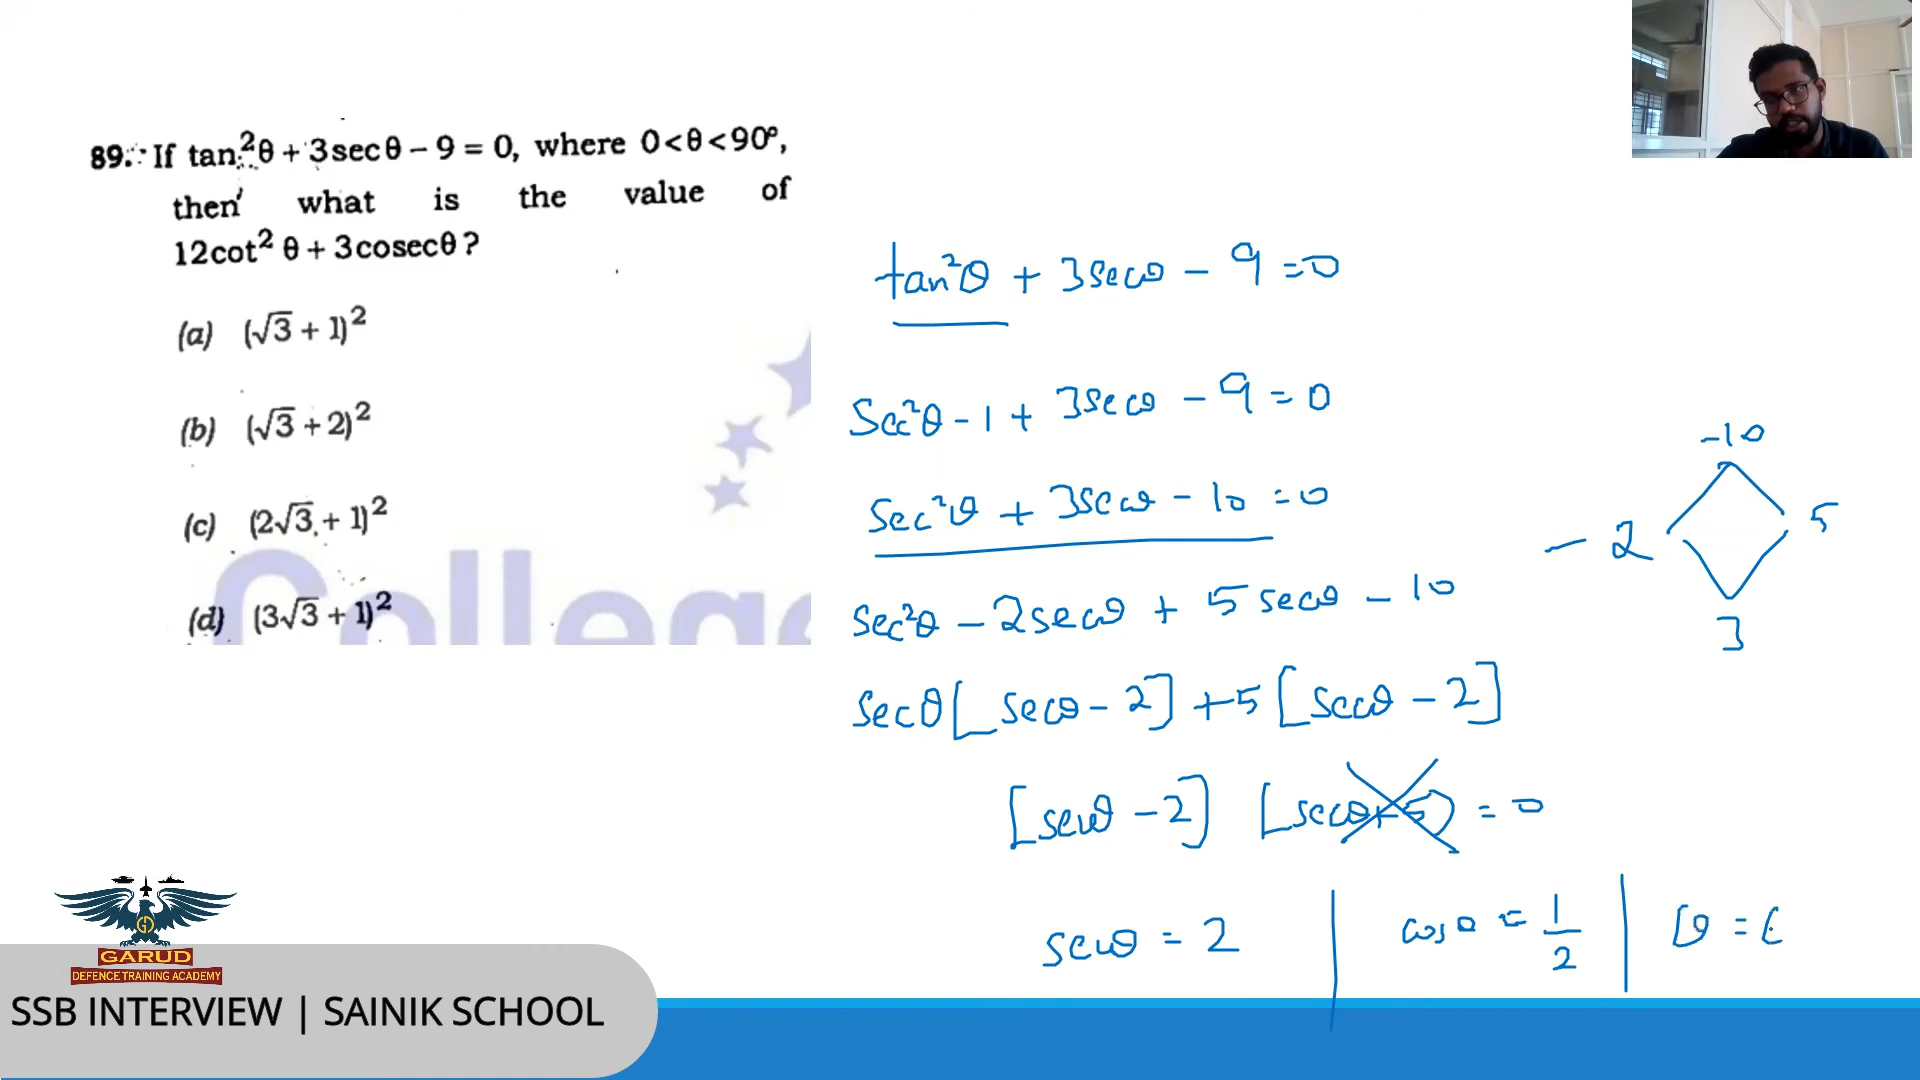 89. If tan²θ + 3secθ − 9 = 0, where 0<θ<90°,
then what is the value of
12cot² θ + 3cosecθ ?
(a) (√3 + 1)²
(b) (√3 + 2)²
(c) (2√3 + 1)²
(d) (3√3 + 1)²
College
tan²θ + 3secθ − 9 = 0
sec²θ − 1 + 3secθ − 9 = 0
sec²θ + 3secθ − 10 = 0
sec²θ − 2secθ + 5secθ − 10
secθ[secθ − 2] + 5[secθ − 2]
[secθ − 2] [secθ + 5] = 0
secθ = 2 | cosθ = 1/2 | θ =
−10
− 2 5
3
GARUD
DEFENCE TRAINING ACADEMY
SSB INTERVIEW | SAINIK SCHOOL